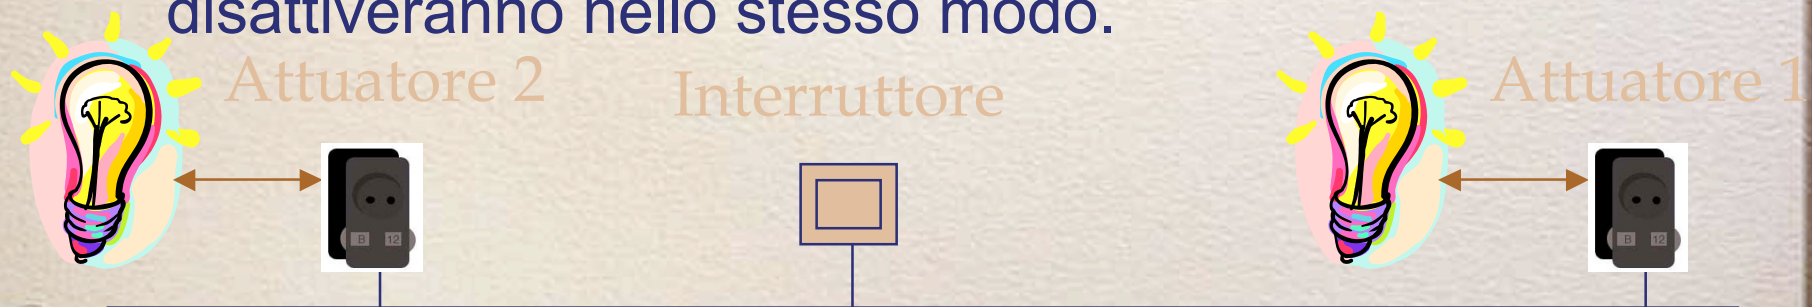 disattiveranno nello stesso modo.
Attuatore 2
Interruttore
Attuatore 1
B 12
B 12